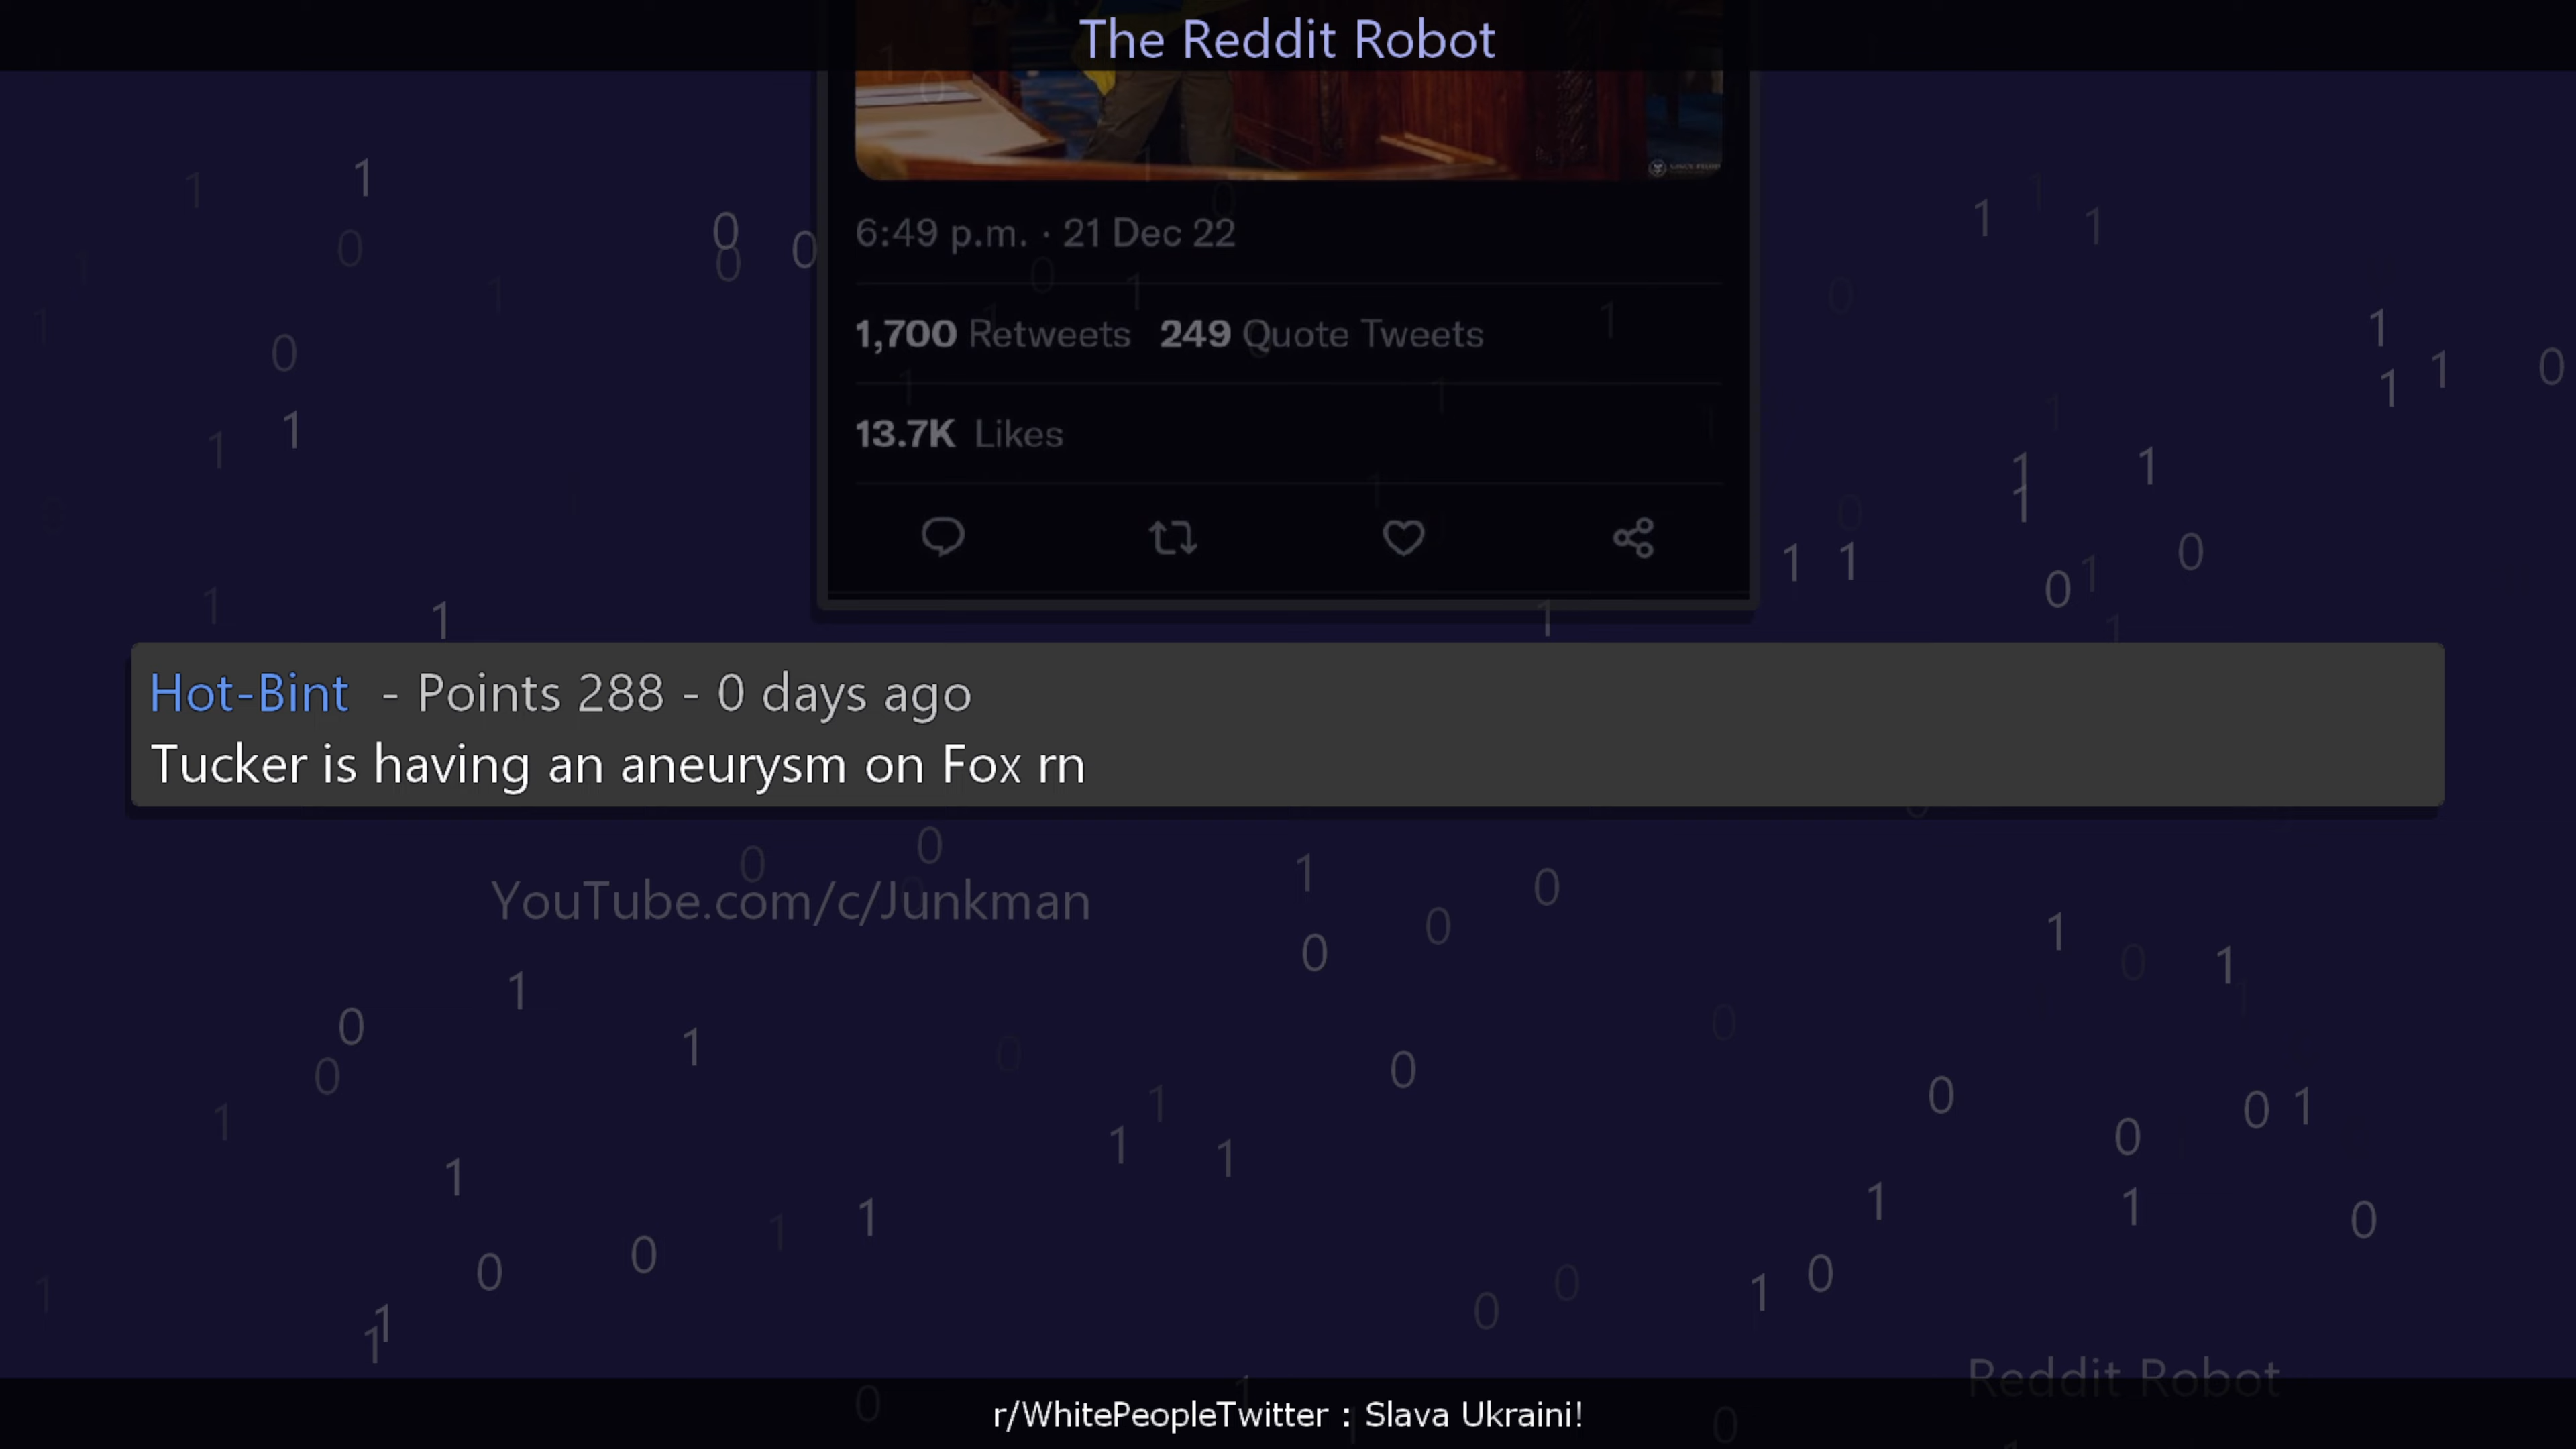 The Reddit Robot
6:49 p.m. · 21 Dec 22
1,700 Retweets 249 Quote Tweets
13.7K Likes
Hot-Bint - Points 288 - 0 days ago
Tucker is having an aneurysm on Fox rn
YouTube.com/c/Junkman
Reddit Robot
r/WhitePeopleTwitter : Slava Ukraini!